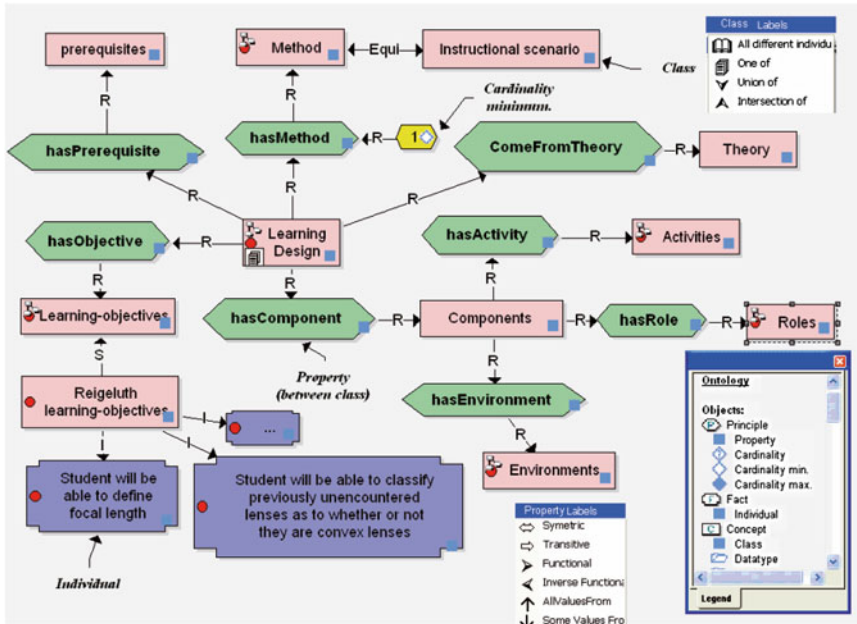 prerequisites
Method
Equi
Instructional scenario
Class
Class Labels
All different individu
One of
Union of
Intersection of
R
R
Cardinality
minimum.
hasPrerequisite
hasMethod
R
1
ComeFromTheory
R
Theory
R
R
R
hasObjective
R
Learning
Design
hasActivity
R
Activities
R
R
R
Learning-objectives
hasComponent
R
Components
R
hasRole
R
Roles
S
R
Property
(between class)
Reigeluth
learning-objectives
hasEnvironment
I
...
I
I
R
Environments
Student will be
able to define
focal length
Student will be able to classify
previously unencountered
lenses as to whether or not
they are convex lenses
Individual
Property Labels
Symetric
Transitive
Functional
Inverse Functiona
AllValuesFrom
Some Values Fro
Ontology
Objects:
P
Principle
Property
Cardinality
Cardinality min.
Cardinality max.
F
Fact
Individual
C
Concept
Class
Datatype
Legend